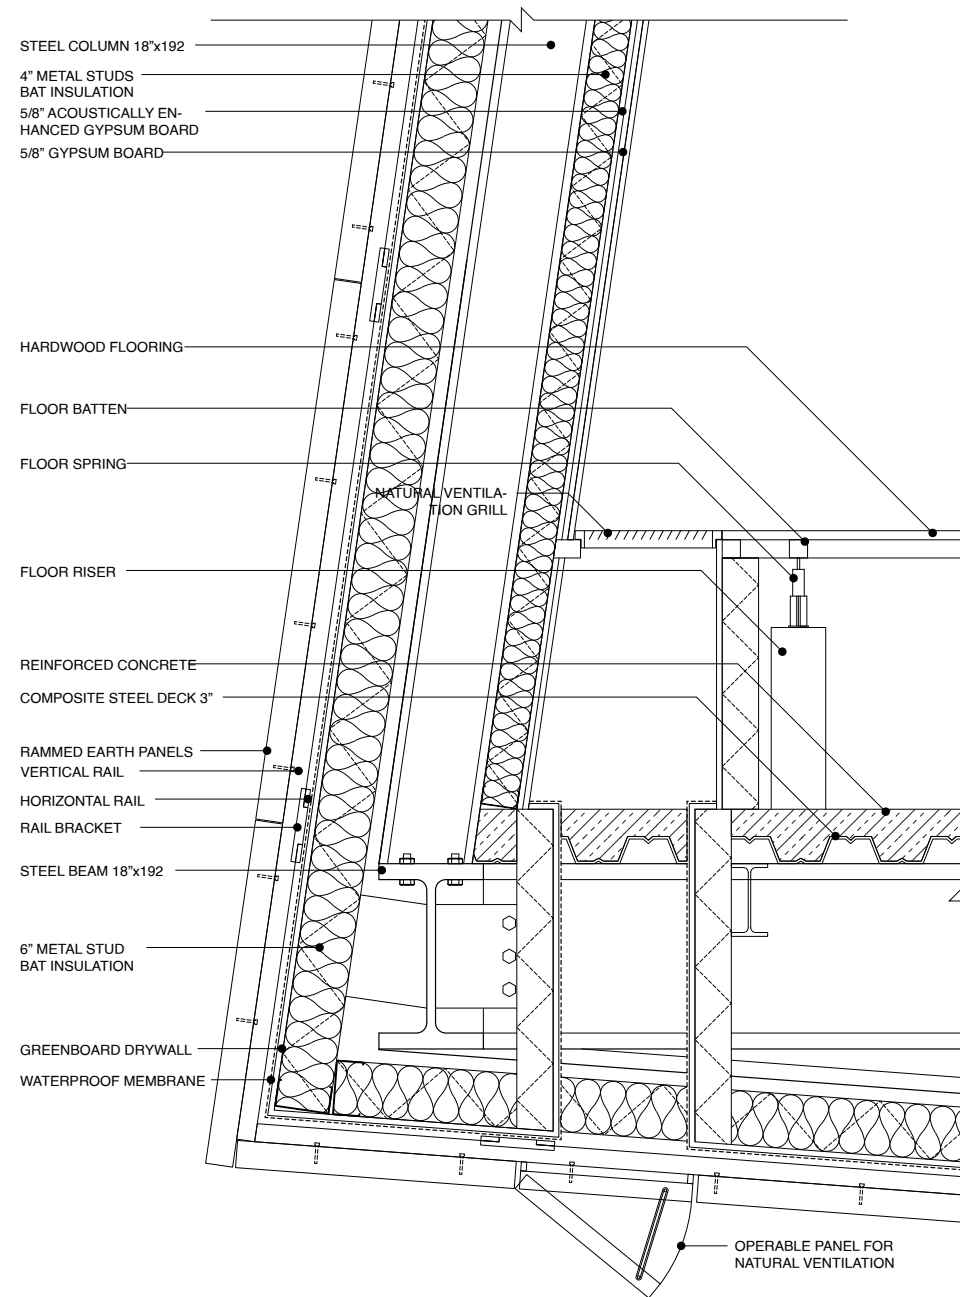 STEEL COLUMN 18”x192
4” METAL STUDS
BAT INSULATION
5/8” ACOUSTICALLY EN-
HANCED GYPSUM BOARD
5/8” GYPSUM BOARD
HARDWOOD FLOORING
FLOOR BATTEN
FLOOR SPRING
NATURAL VENTILA-
TION GRILL
FLOOR RISER
REINFORCED CONCRETE
COMPOSITE STEEL DECK 3”
RAMMED EARTH PANELS
VERTICAL RAIL
HORIZONTAL RAIL
RAIL BRACKET
STEEL BEAM 18”x192
6” METAL STUD
BAT INSULATION
GREENBOARD DRYWALL
WATERPROOF MEMBRANE
OPERABLE PANEL FOR
NATURAL VENTILATION